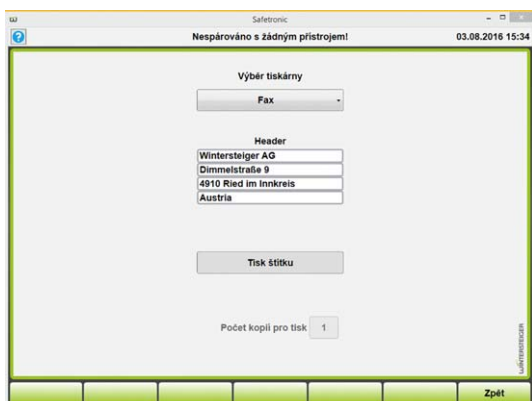 Safetronic
Nespárováno s žádným přístrojem!
03.08.2016 15:34
Výběr tiskárny
Fax
Header
Wintersteiger AG
Dimmelstraße 9
4910 Ried im Innkreis
Austria
Tisk štítku
Počet kopií pro tisk 1
WINTERSTEIGER
Zpět